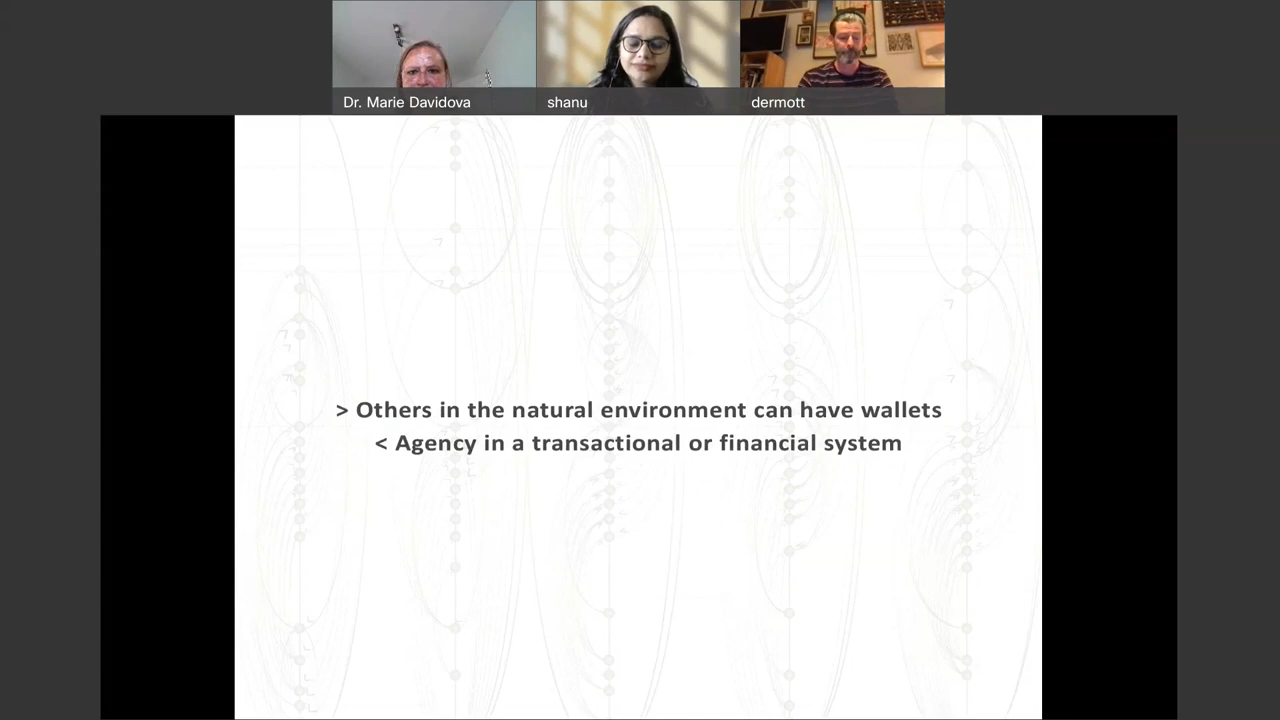 Dr. Marie Davidova
shanu
dermott
> Others in the natural environment can have wallets
< Agency in a transactional or financial system